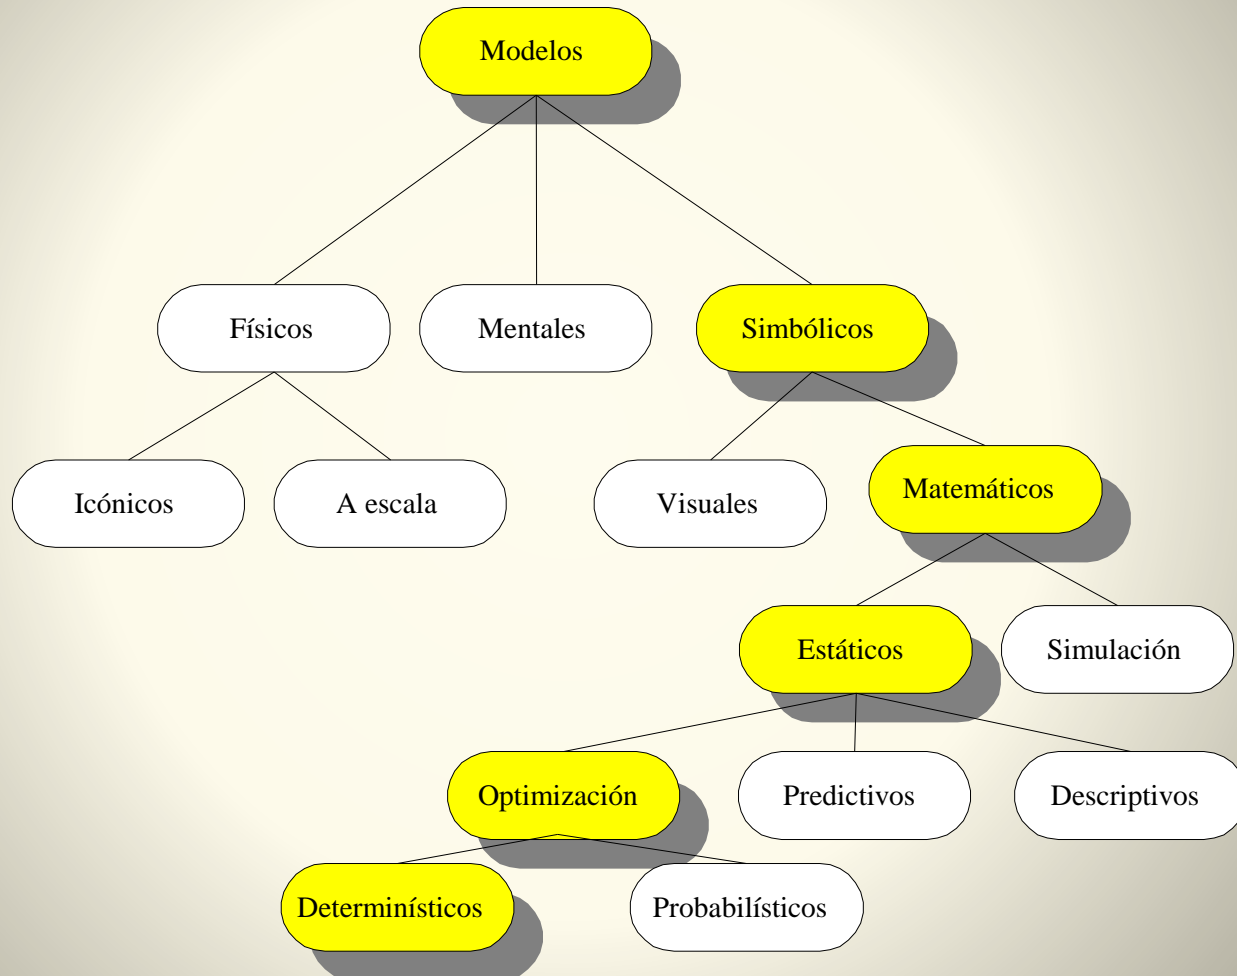 Modelos
Físicos
Mentales
Simbólicos
Icónicos
A escala
Visuales
Matemáticos
Estáticos
Simulación
Optimización
Predictivos
Descriptivos
Determinísticos
Probabilísticos